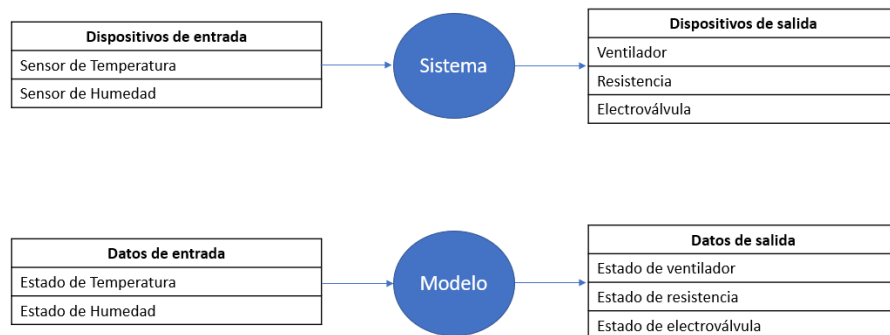 Dispositivos de entrada
Sensor de Temperatura
Sensor de Humedad
Sistema
Dispositivos de salida
Ventilador
Resistencia
Electroválvula
Datos de entrada
Estado de Temperatura
Estado de Humedad
Modelo
Datos de salida
Estado de ventilador
Estado de resistencia
Estado de electroválvula